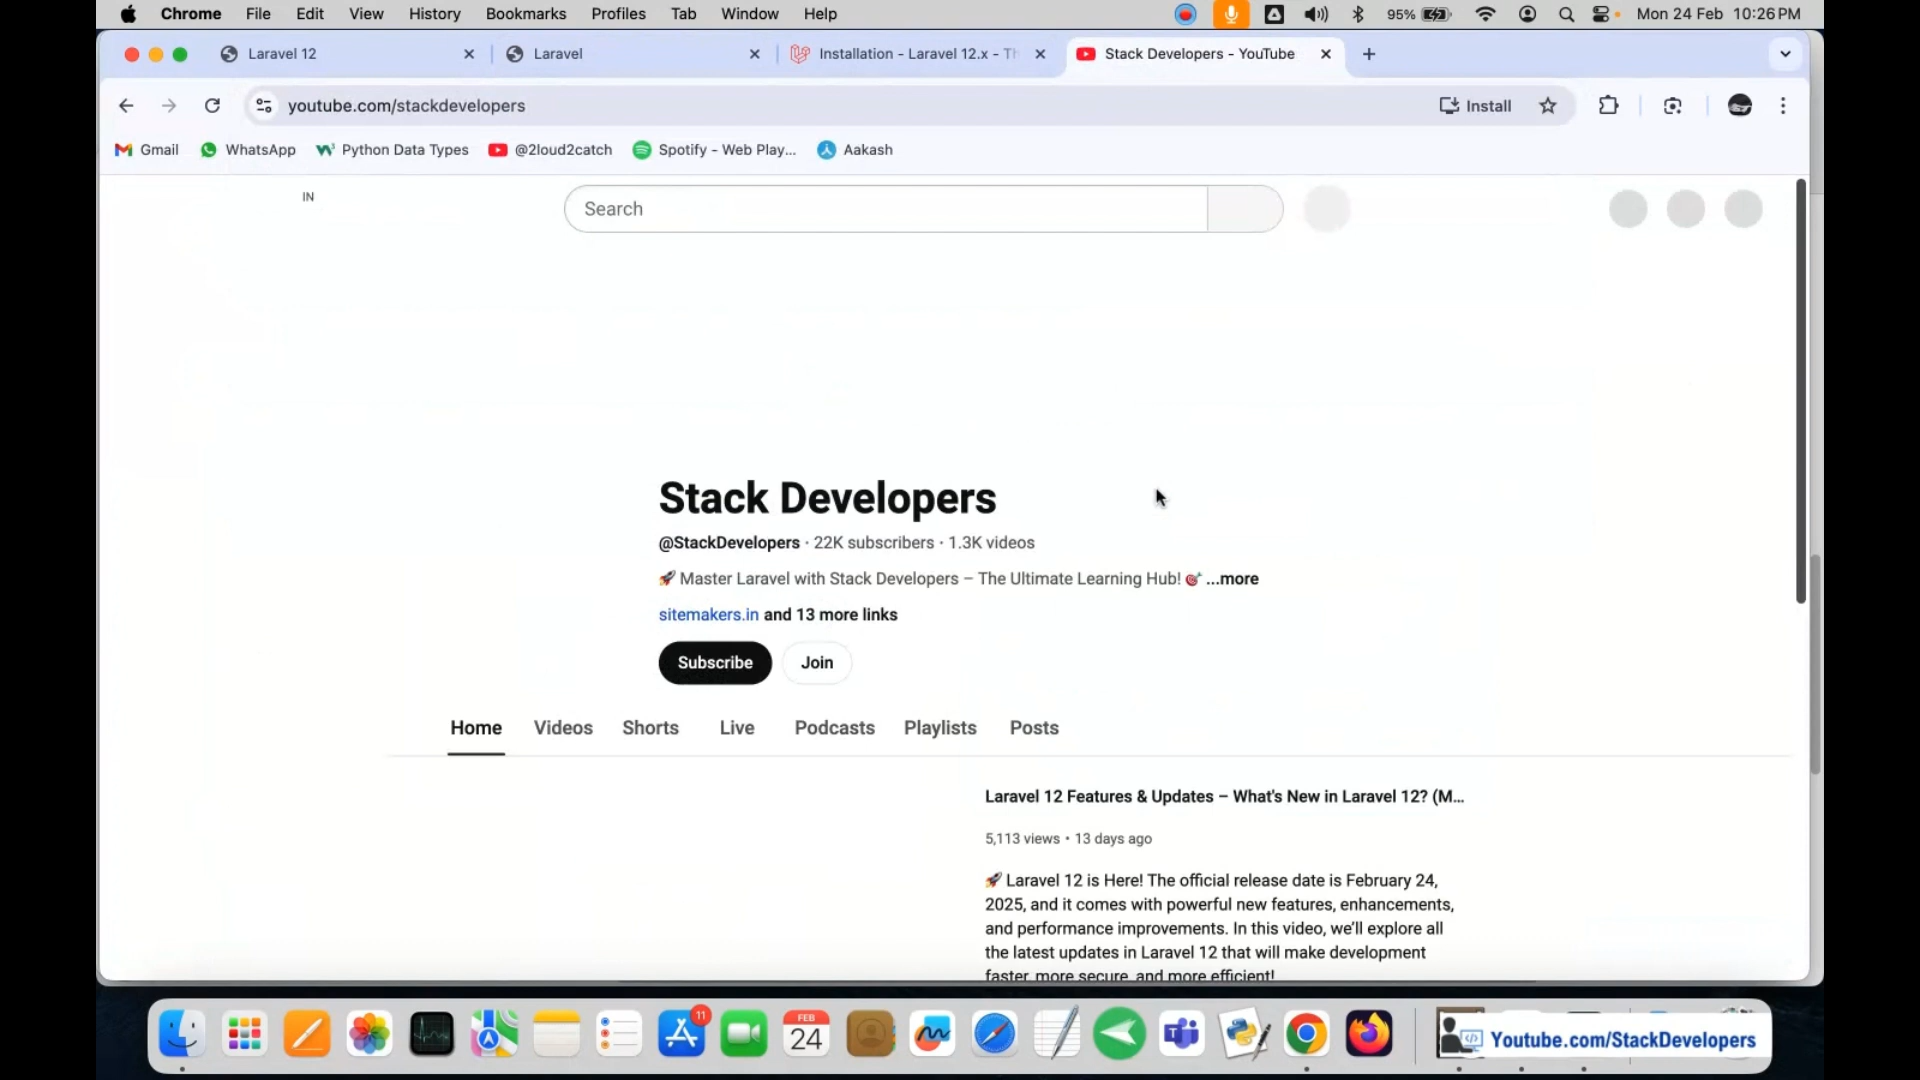 Chrome File Edit View History Bookmarks Profiles Tab Window Help 95% Mon 24 Feb 10:26 PM
Laravel 12 Laravel Installation - Laravel 12.x - Th Stack Developers - YouTube
youtube.com/stackdevelopers Install
Gmail WhatsApp Python Data Types @2loud2catch Spotify - Web Play... Aakash
IN
Search
Stack Developers
@StackDevelopers · 22K subscribers · 1.3K videos
🚀 Master Laravel with Stack Developers – The Ultimate Learning Hub! 🎯 ...more
sitemakers.in and 13 more links
Subscribe Join
Home Videos Shorts Live Podcasts Playlists Posts
Laravel 12 Features & Updates – What's New in Laravel 12? (M...
5,113 views • 13 days ago
🚀 Laravel 12 is Here! The official release date is February 24,
2025, and it comes with powerful new features, enhancements,
and performance improvements. In this video, we'll explore all
the latest updates in Laravel 12 that will make development
faster, more secure, and more efficient!
11
FEB
24
Youtube.com/StackDevelopers